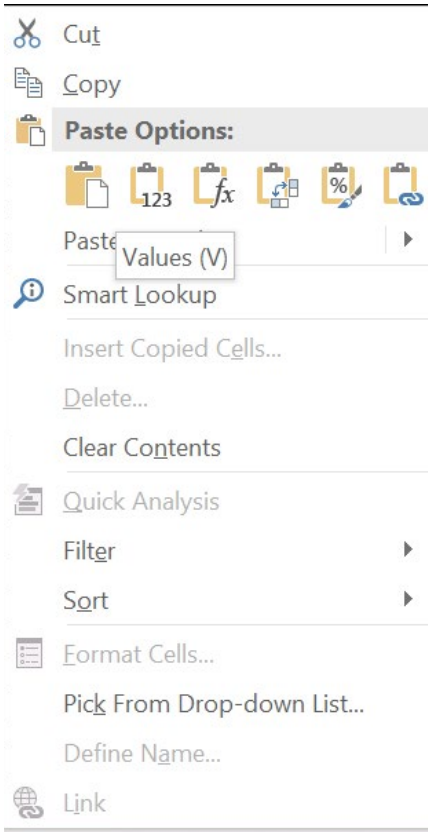 Cut
Copy
Paste Options:
123 fx %
Paste
Values (V)
Smart Lookup
Insert Copied Cells...
Delete...
Clear Contents
Quick Analysis
Filter
Sort
Format Cells...
Pick From Drop-down List...
Define Name...
Link